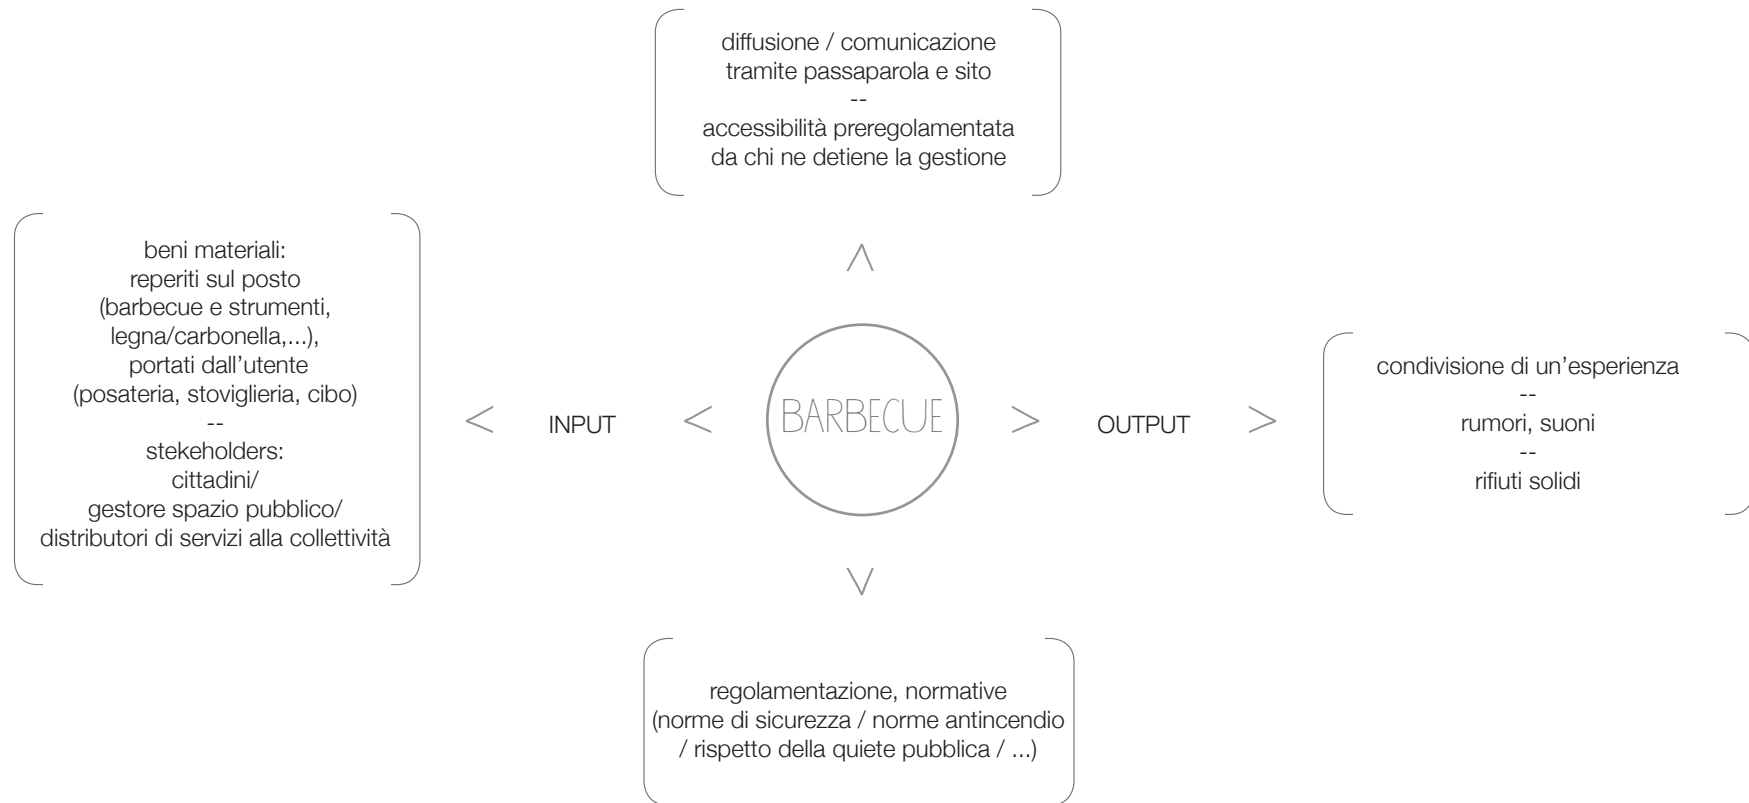 diffusione / comunicazione
tramite passaparola e sito
--
accessibilità preregolamentata
da chi ne detiene la gestione
beni materiali:
reperiti sul posto
(barbecue e strumenti,
legna/carbonella,...),
portati dall'utente
(posateria, stoviglieria, cibo)
--
stekeholders:
cittadini/
gestore spazio pubblico/
distributori di servizi alla collettività
< INPUT < BARBECUE > OUTPUT >
condivisione di un'esperienza
--
rumori, suoni
--
rifiuti solidi
regolamentazione, normative
(norme di sicurezza / norme antincendio
/ rispetto della quiete pubblica / ...)